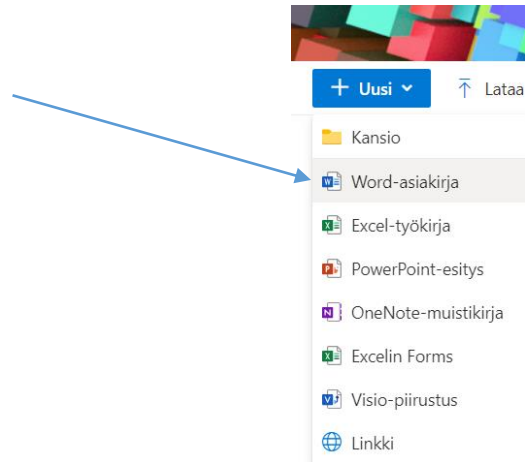 Uusi
Lataa
Kansio
Word-asiakirja
Excel-työkirja
PowerPoint-esitys
OneNote-muistikirja
Excelin Forms
Visio-piirustus
Linkki